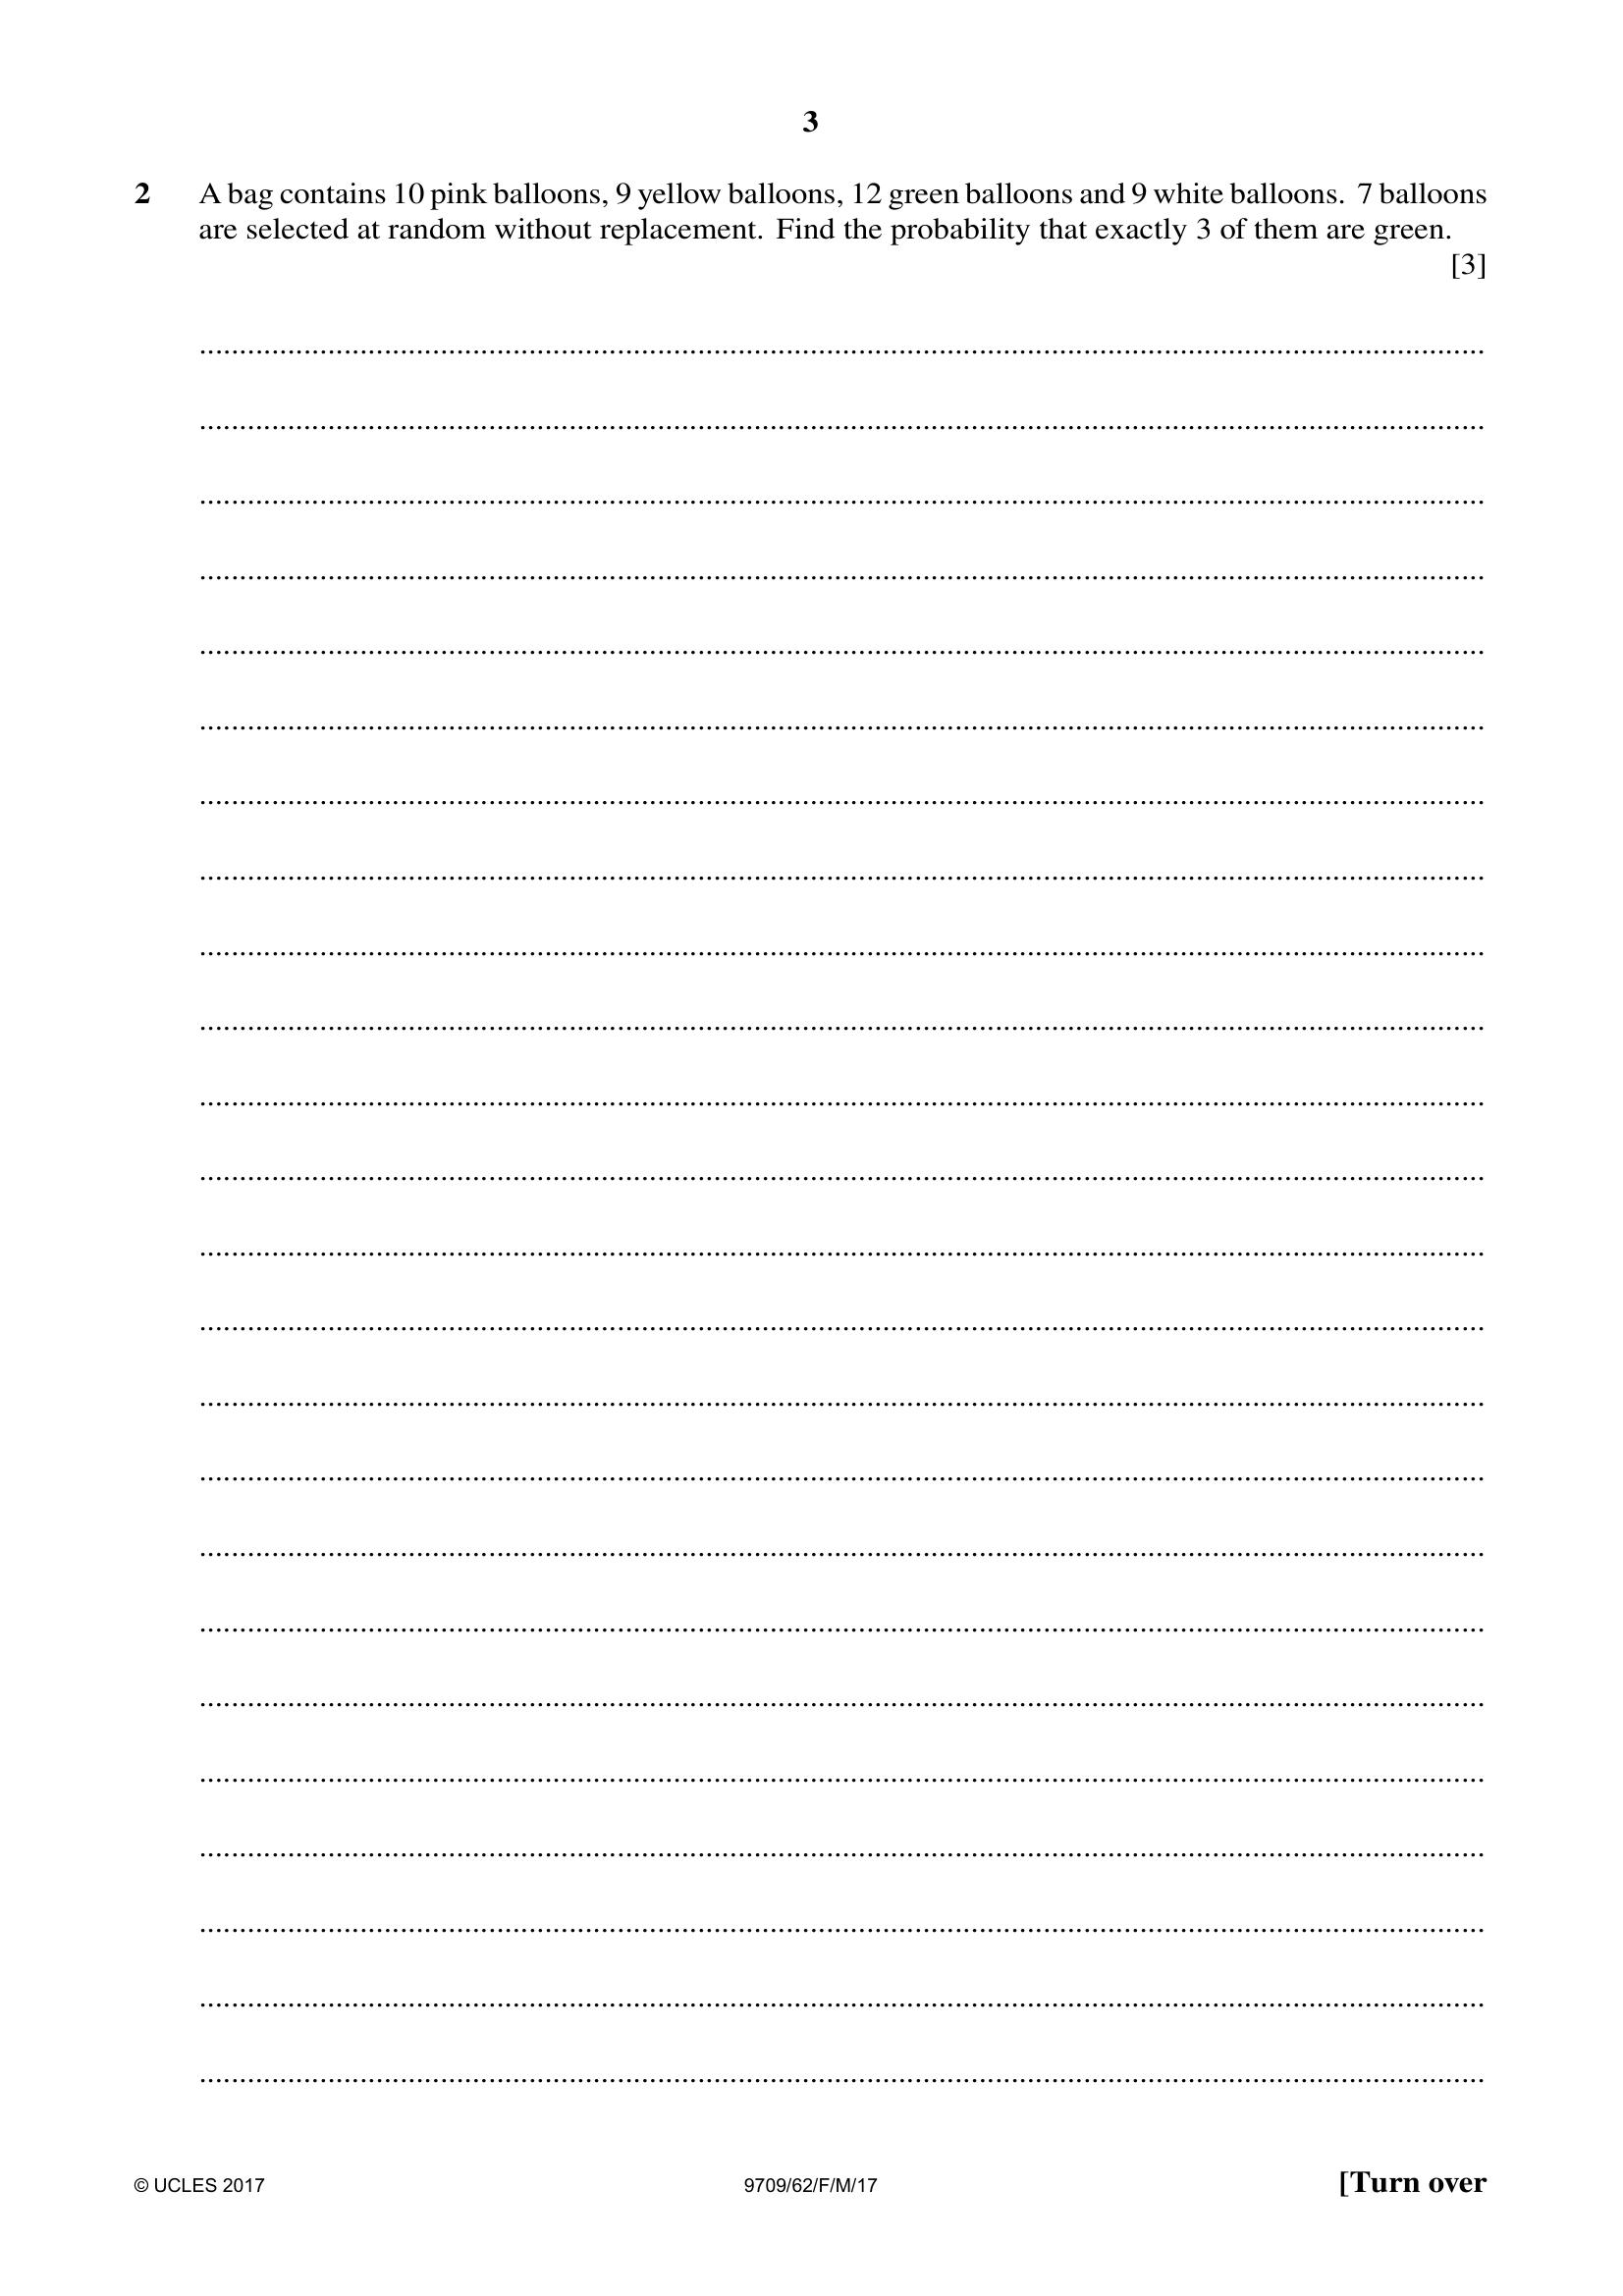 3
2 A bag contains 10 pink balloons, 9 yellow balloons, 12 green balloons and 9 white balloons. 7 balloons
are selected at random without replacement. Find the probability that exactly 3 of them are green.
[3]
© UCLES 2017 9709/62/F/M/17 [Turn over